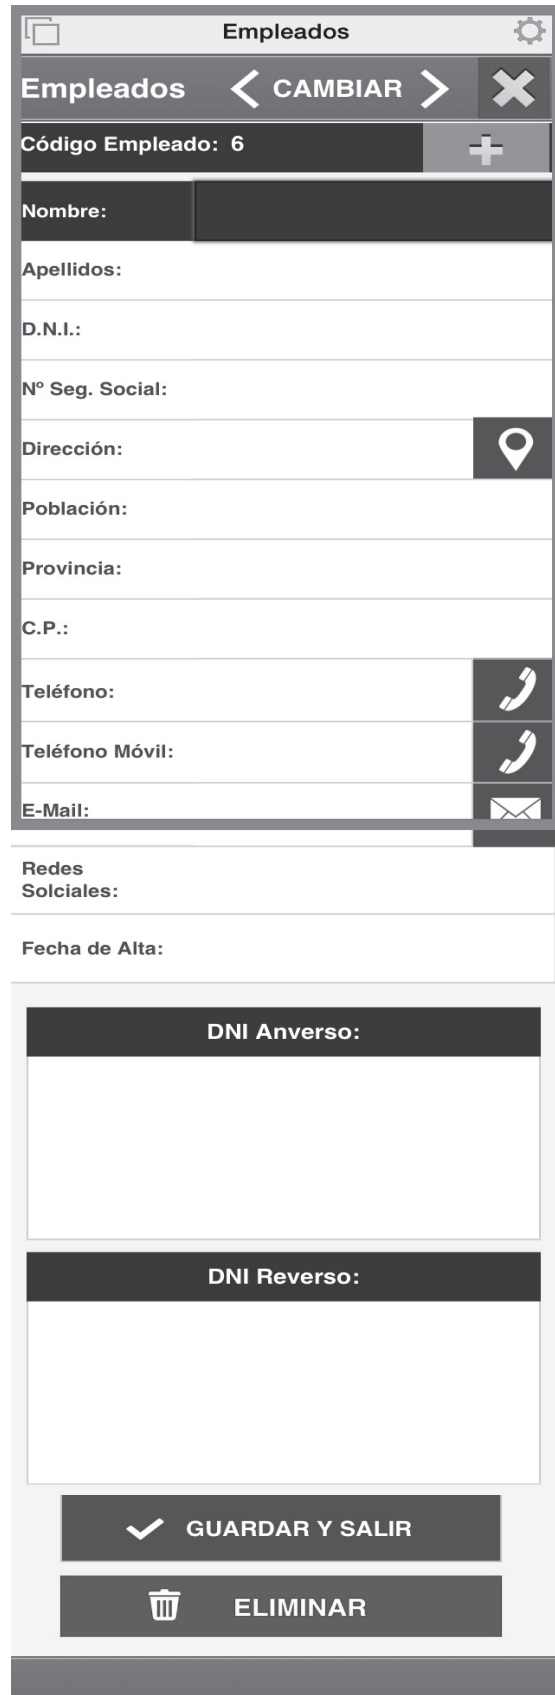 Empleados
Empleados CAMBIAR
Código Empleado: 6
Nombre:
Apellidos:
D.N.I.:
Nº Seg. Social:
Dirección:
Población:
Provincia:
C.P.:
Teléfono:
Teléfono Móvil:
E-Mail:
Redes
Solciales:
Fecha de Alta:
DNI Anverso:
DNI Reverso:
GUARDAR Y SALIR
ELIMINAR